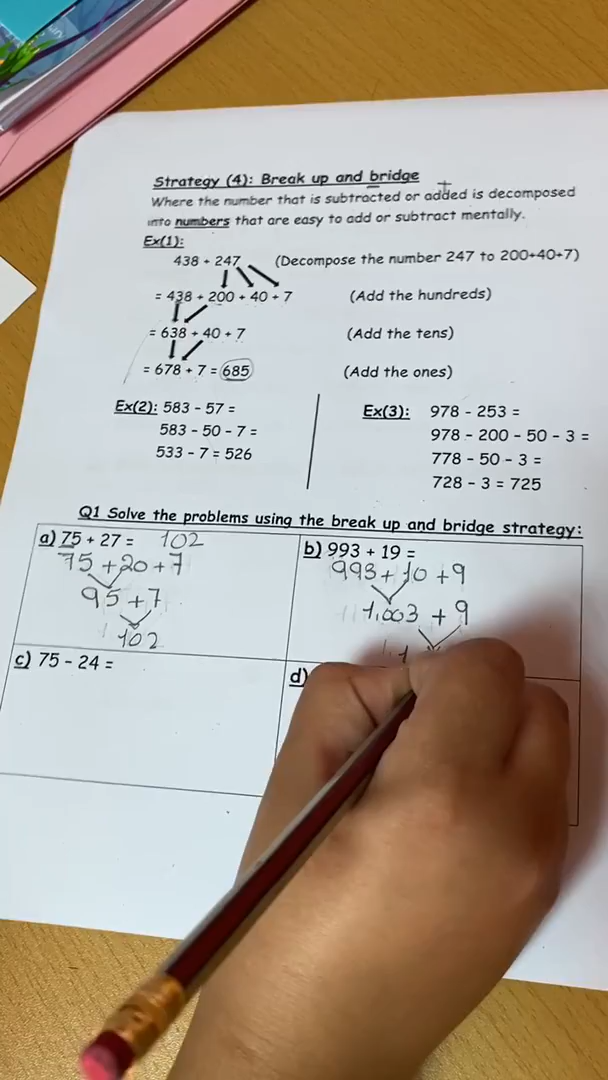 Strategy (4): Break up and bridge
Where the number that is subtracted or added is decomposed
into numbers that are easy to add or subtract mentally.
Ex(1):
438 + 247 (Decompose the number 247 to 200+40+7)
= 438 + 200 + 40 + 7 (Add the hundreds)
= 638 + 40 + 7 (Add the tens)
= 678 + 7 = 685 (Add the ones)
Ex(2): 583 - 57 =
583 - 50 - 7 =
533 - 7 = 526
Ex(3): 978 - 253 =
978 - 200 - 50 - 3 =
778 - 50 - 3 =
728 - 3 = 725
Q1 Solve the problems using the break up and bridge strategy:
a) 75 + 27 = 102
75 + 20 + 7
95 + 7
102
b) 993 + 19 =
993 + 10 + 9
1,003 + 9
c) 75 - 24 =
d)